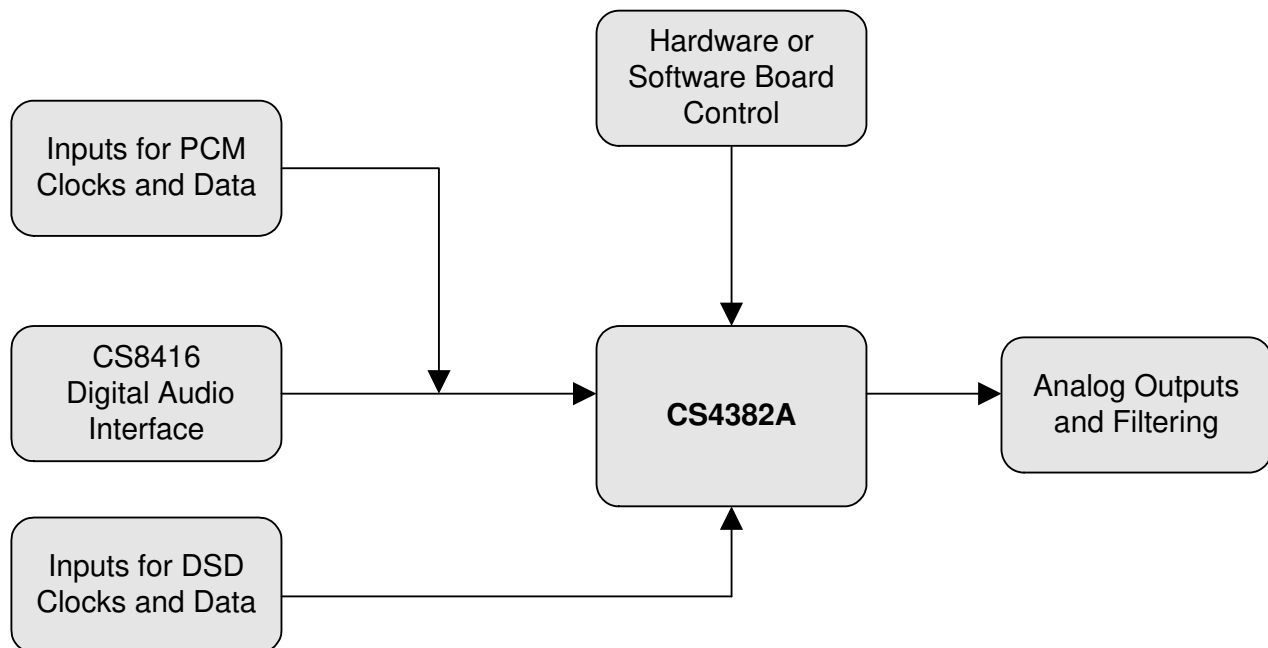 Hardware or
Software Board
Control
Inputs for PCM
Clocks and Data
CS8416
Digital Audio
Interface
CS4382A
Analog Outputs
and Filtering
Inputs for DSD
Clocks and Data